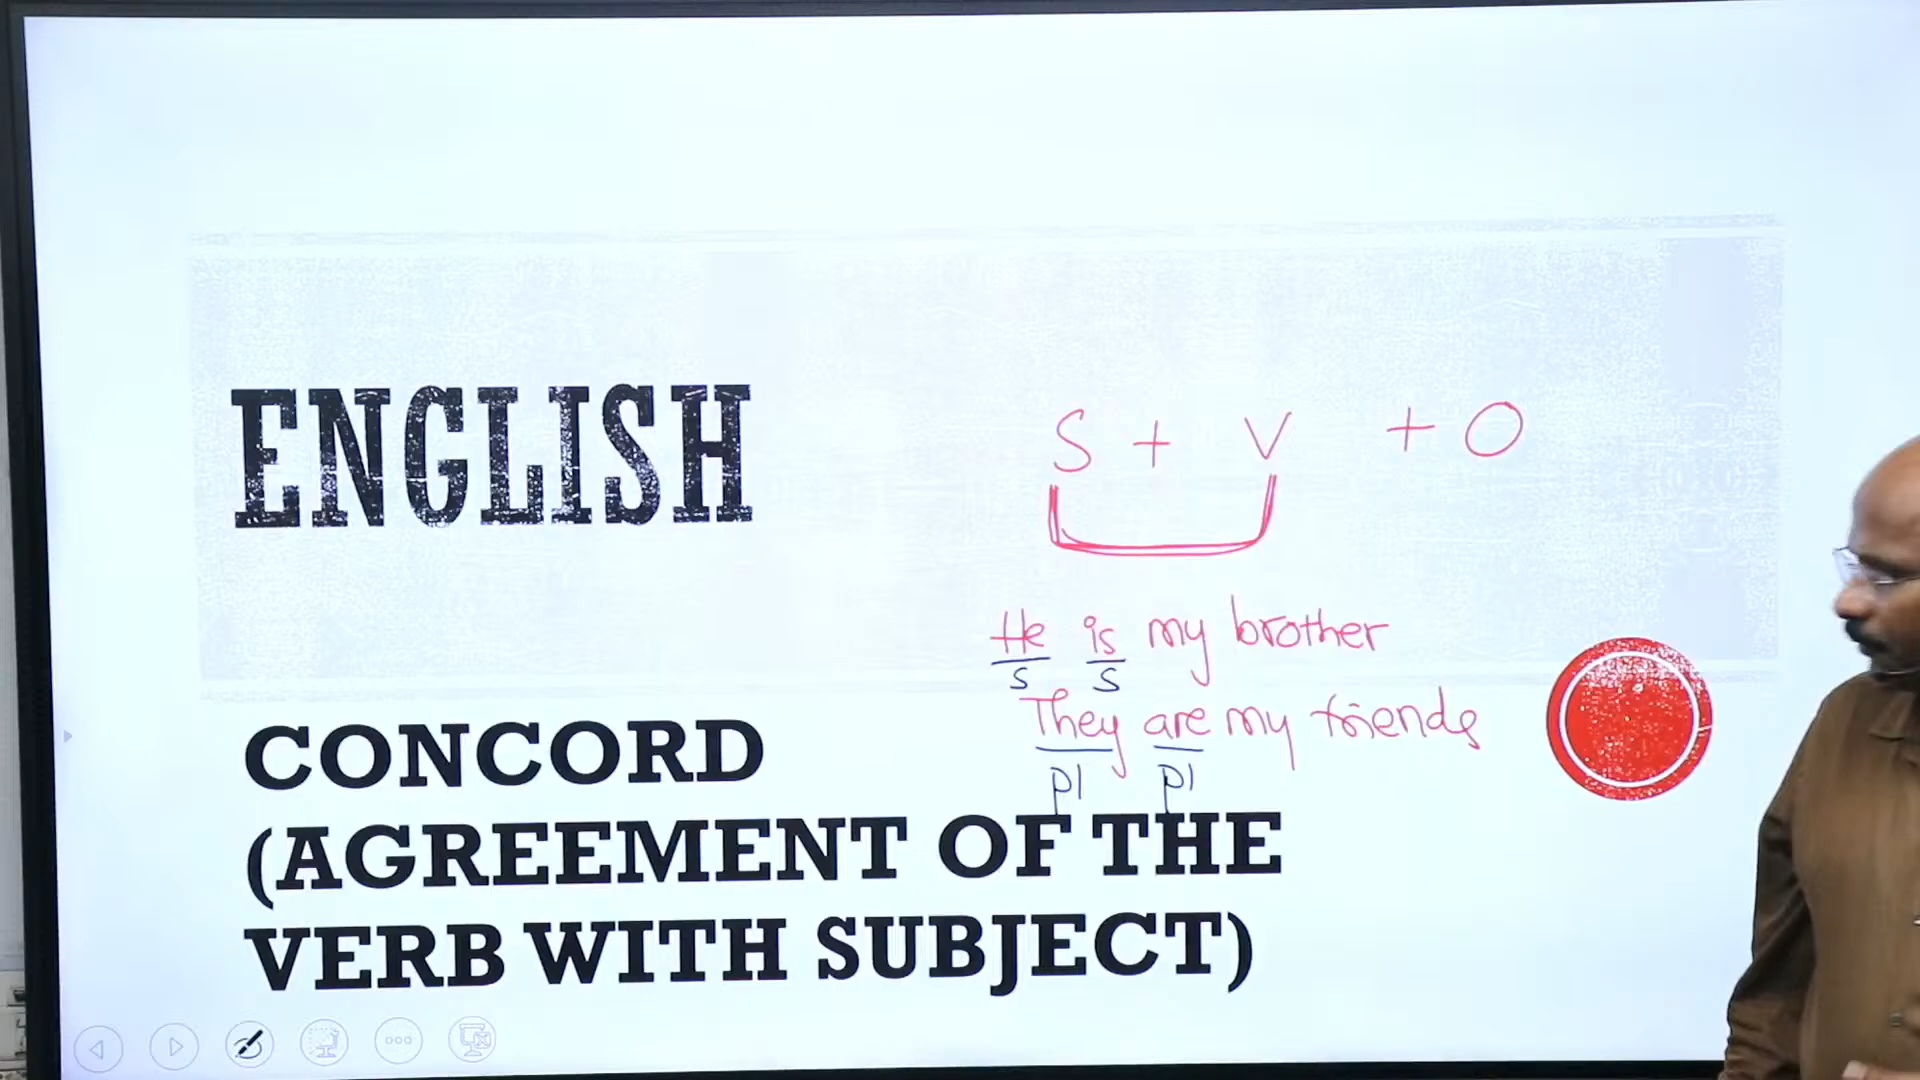 ENGLISH
S + V + O
He is my brother
S S
They are my friends
pl pl
CONCORD
(AGREEMENT OF THE
VERB WITH SUBJECT)